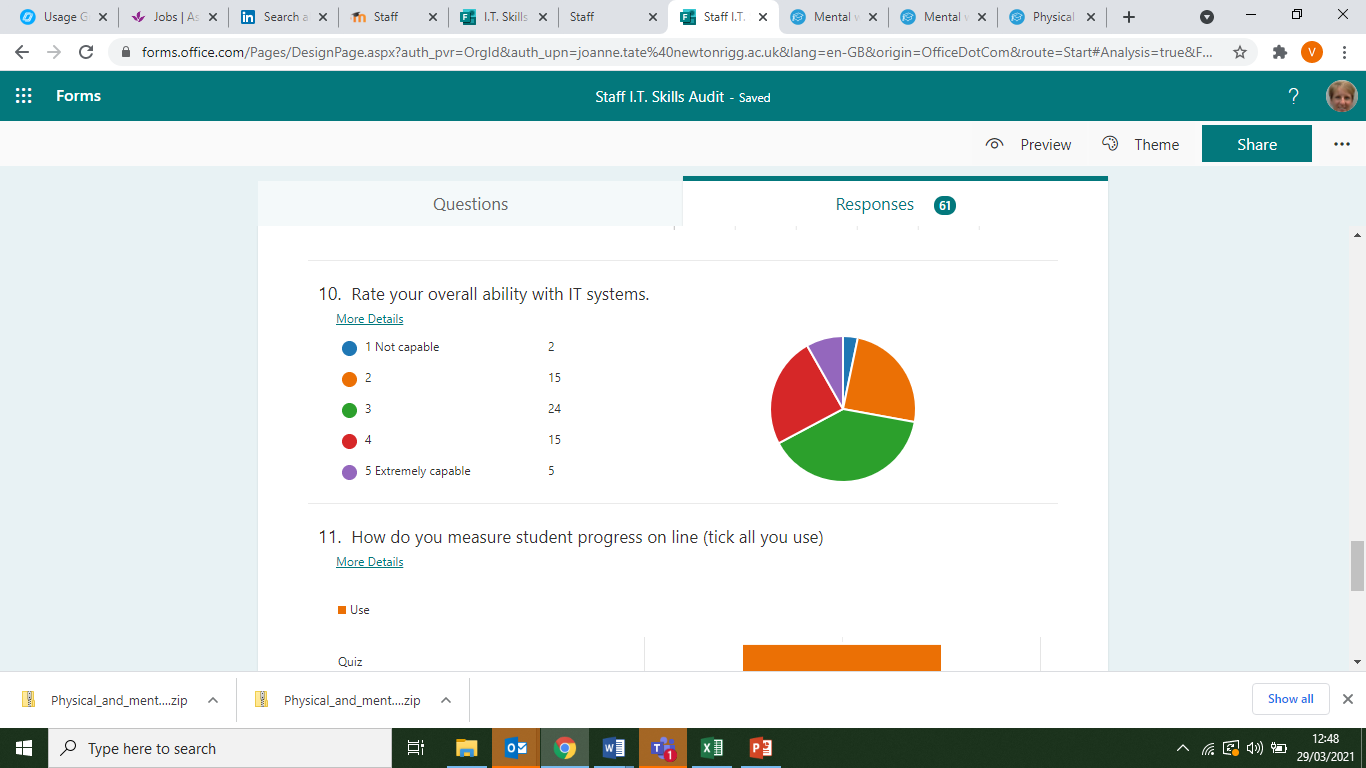 Usage G
Jobs | As
Search a
Staff
I.T. Skills
Staff
Staff I.T.
Mental w
Mental w
Physical
forms.office.com/Pages/DesignPage.aspx?auth_pvr=OrgId&auth_upn=joanne.tate%40newtonrigg.ac.uk&lang=en-GB&origin=OfficeDotCom&route=Start#Analysis=true&F...
V
Forms
Staff I.T. Skills Audit - Saved
?
Preview
Theme
Share
Questions
Responses 61
10. Rate your overall ability with IT systems.
More Details
1 Not capable 2
2 15
3 24
4 15
5 Extremely capable 5
11. How do you measure student progress on line (tick all you use)
More Details
Use
Quiz
Physical_and_ment....zip
Physical_and_ment....zip
Show all
Type here to search
1
12:48
29/03/2021